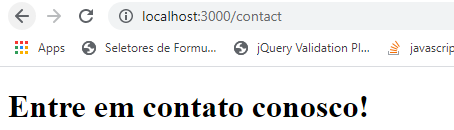 localhost:3000/contact
Apps Seletores de Formu... jQuery Validation Pl... javascrip
Entre em contato conosco!